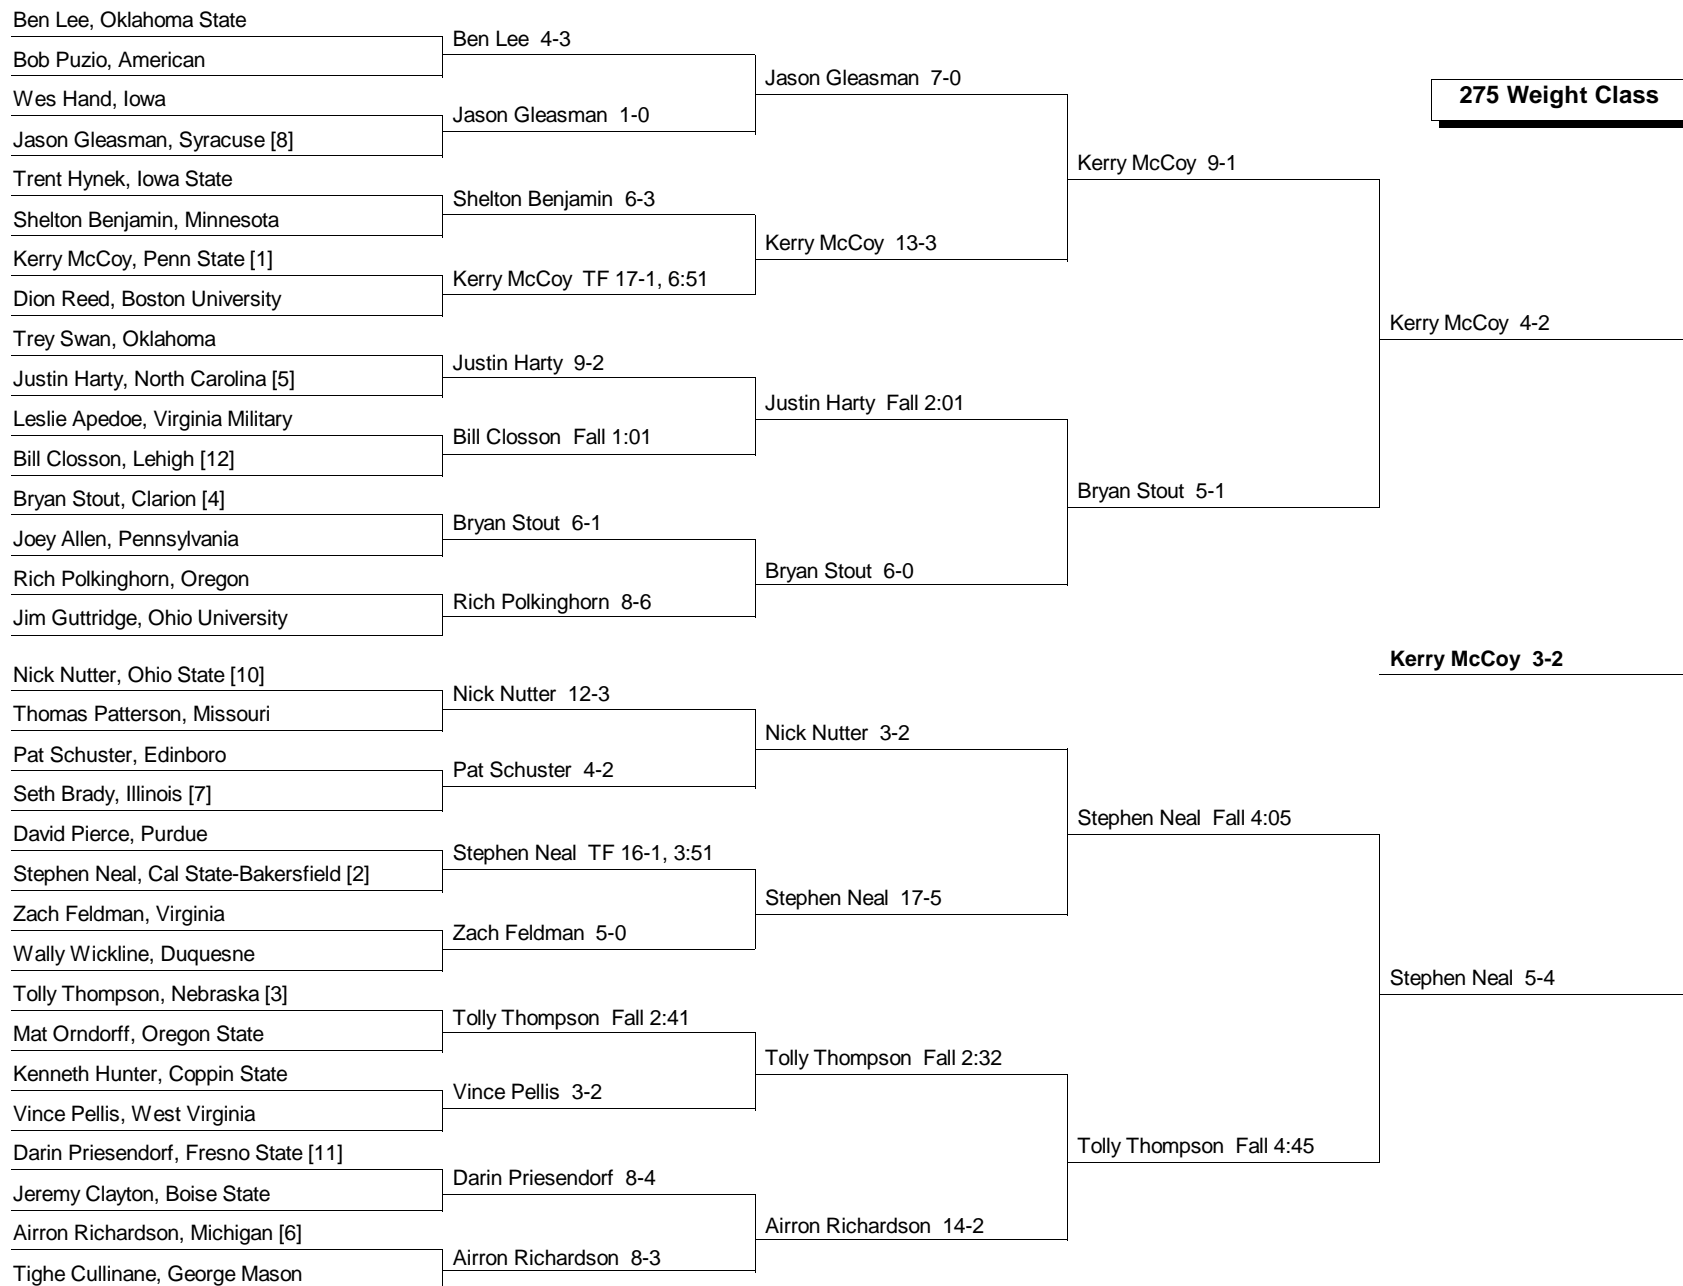 Ben Lee, Oklahoma State
Bob Puzio, American
Wes Hand, Iowa
Jason Gleasman, Syracuse [8]
Trent Hynek, Iowa State
Shelton Benjamin, Minnesota
Kerry McCoy, Penn State [1]
Dion Reed, Boston University
Trey Swan, Oklahoma
Justin Harty, North Carolina [5]
Leslie Apedoe, Virginia Military
Bill Closson, Lehigh [12]
Bryan Stout, Clarion [4]
Joey Allen, Pennsylvania
Rich Polkinghorn, Oregon
Jim Guttridge, Ohio University
Nick Nutter, Ohio State [10]
Thomas Patterson, Missouri
Pat Schuster, Edinboro
Seth Brady, Illinois [7]
David Pierce, Purdue
Stephen Neal, Cal State-Bakersfield [2]
Zach Feldman, Virginia
Wally Wickline, Duquesne
Tolly Thompson, Nebraska [3]
Mat Orndorff, Oregon State
Kenneth Hunter, Coppin State
Vince Pellis, West Virginia
Darin Priesendorf, Fresno State [11]
Jeremy Clayton, Boise State
Airron Richardson, Michigan [6]
Tighe Cullinane, George Mason
Ben Lee 4-3
Jason Gleasman 1-0
Shelton Benjamin 6-3
Kerry McCoy TF 17-1, 6:51
Justin Harty 9-2
Bill Closson Fall 1:01
Bryan Stout 6-1
Rich Polkinghorn 8-6
Nick Nutter 12-3
Pat Schuster 4-2
Stephen Neal TF 16-1, 3:51
Zach Feldman 5-0
Tolly Thompson Fall 2:41
Vince Pellis 3-2
Darin Priesendorf 8-4
Airron Richardson 8-3
Jason Gleasman 7-0
Kerry McCoy 13-3
Justin Harty Fall 2:01
Bryan Stout 6-0
Nick Nutter 3-2
Stephen Neal 17-5
Tolly Thompson Fall 2:32
Airron Richardson 14-2
Kerry McCoy 9-1
Bryan Stout 5-1
Stephen Neal Fall 4:05
Tolly Thompson Fall 4:45
275 Weight Class
Kerry McCoy 4-2
Kerry McCoy 3-2
Stephen Neal 5-4